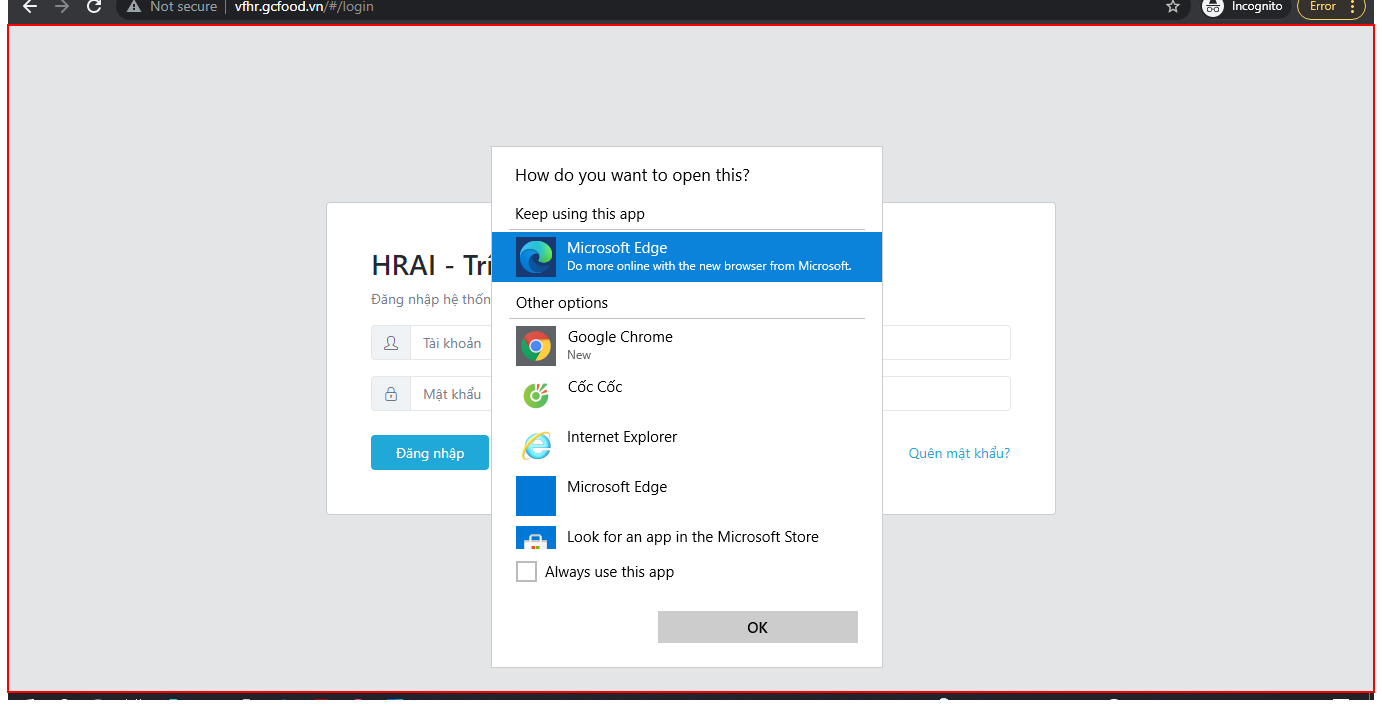 Not secure vfhr.gcfood.vn/#/login
Incognito
Error
How do you want to open this?
Keep using this app
Microsoft Edge
Do more online with the new browser from Microsoft.
Other options
Google Chrome
New
Cốc Cốc
Internet Explorer
Microsoft Edge
Look for an app in the Microsoft Store
Always use this app
OK
HRAI - Trí
Đăng nhập hệ thốn
Tài khoản
Mật khẩu
Đăng nhập
Quên mật khẩu?